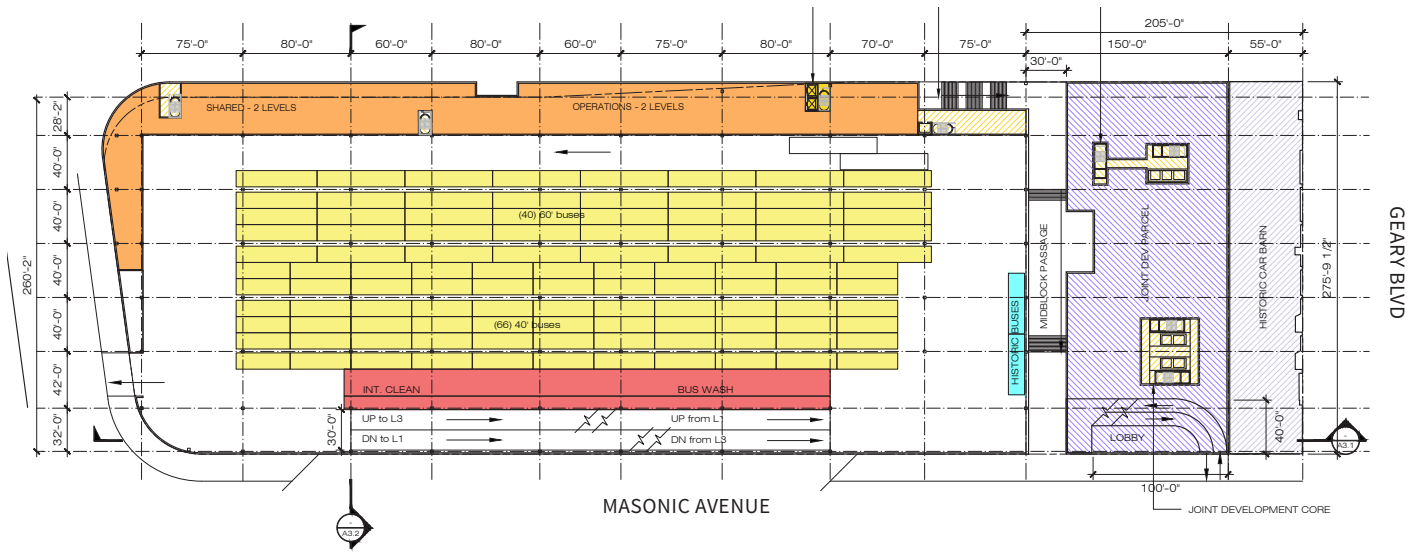 205'-0"
75'-0"
80'-0"
60'-0"
80'-0"
60'-0"
75'-0"
80'-0"
70'-0"
75'-0"
150'-0"
55'-0"
30'-0"
SHARED - 2 LEVELS
OPERATIONS - 2 LEVELS
28'-2"
40'-0"
40'-0"
40'-0"
40'-0"
42'-0"
32'-0"
260'-2"
(40) 60' buses
(66) 40' buses
INT. CLEAN
BUS WASH
UP to L3
UP from L1
DN to L1
DN from L3
30'-0"
HISTORIC BUSES
MIDBLOCK PASSAGE
JOINT DEV PARCEL
HISTORIC CAR BARN
275'-9 1/2"
GEARY BLVD
LOBBY
40'-0"
100'-0"
-
A3.1
JOINT DEVELOPMENT CORE
MASONIC AVENUE
-
A3.2